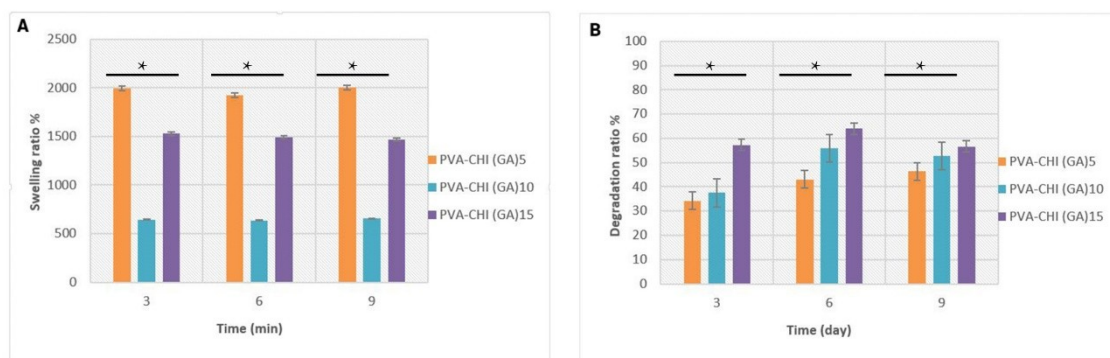 A
Swelling ratio %
2500
2000
1500
1000
500
0
3 6 9
Time (min)
PVA-CHI (GA)5
PVA-CHI (GA)10
PVA-CHI (GA)15
B
Degradation ratio %
100
90
80
70
60
50
40
30
20
10
0
3 6 9
Time (day)
PVA-CHI (GA)5
PVA-CHI (GA)10
PVA-CHI (GA)15